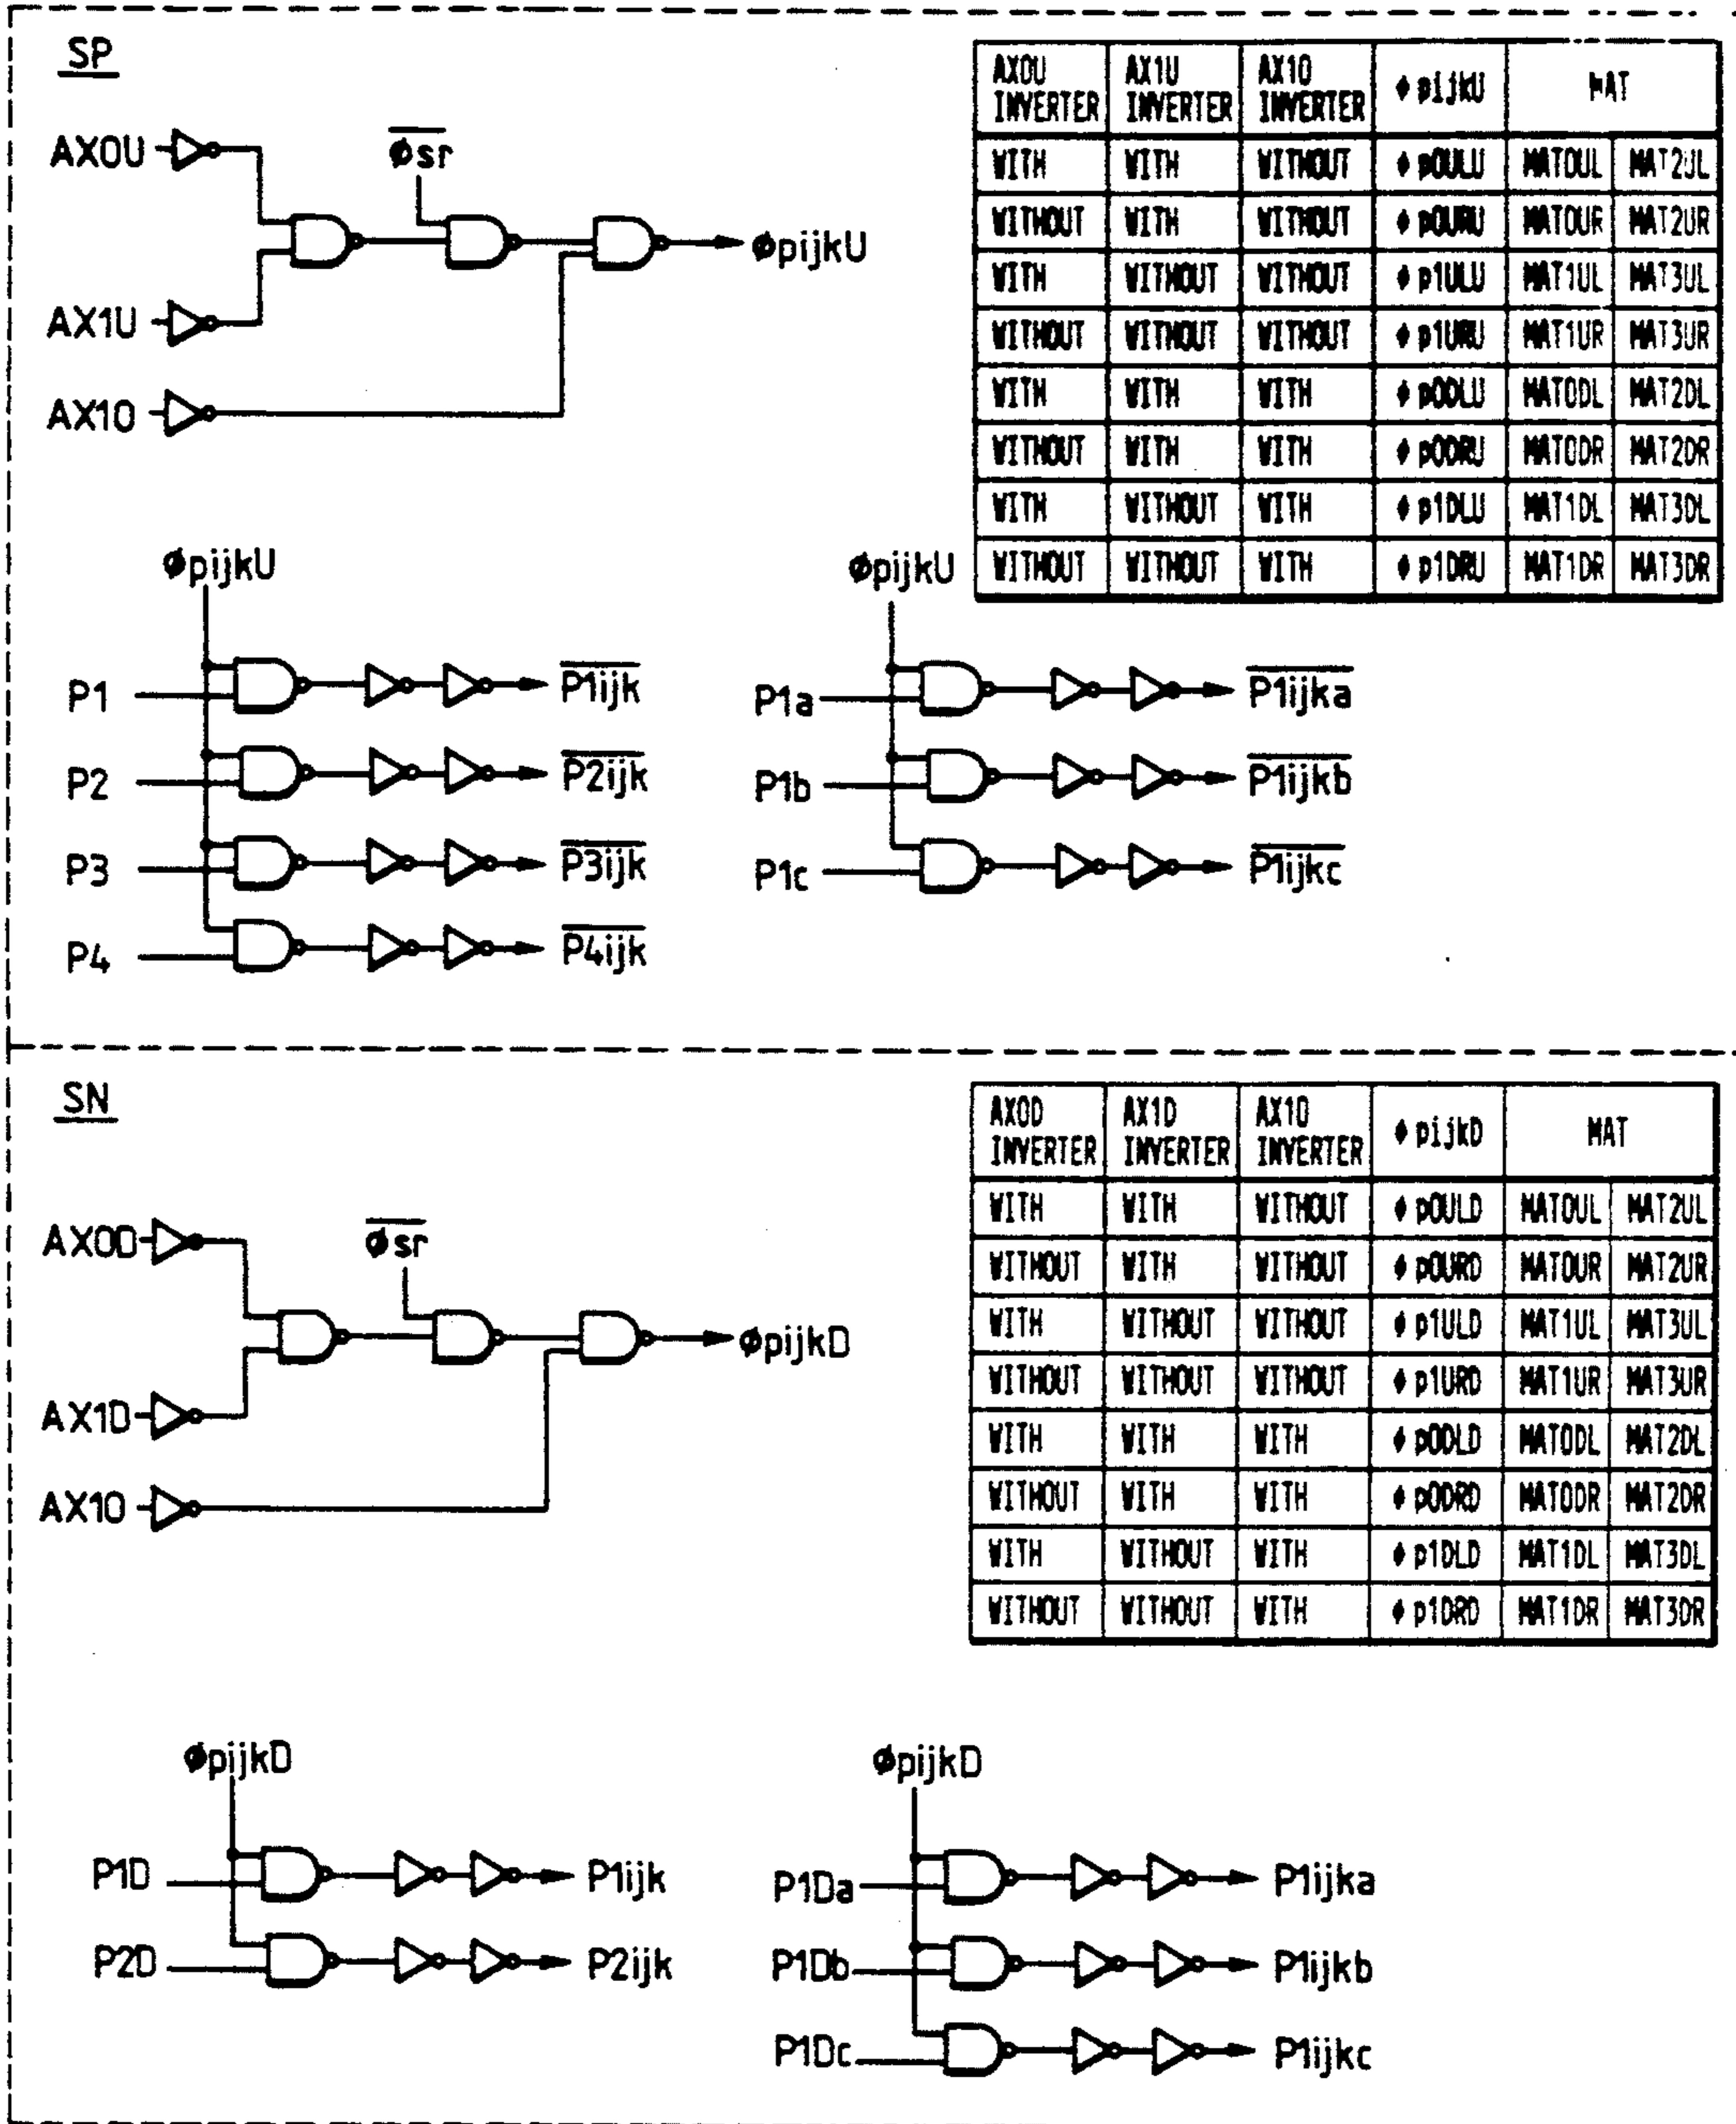 SP
AX0U
AX1U
AX10
φsr
φpijkU
AX0U INVERTER | AX1U INVERTER | AX10 INVERTER | φpijkU | MAT
WITH | WITH | WITHOUT | φp0ULU | MAT0UL | MAT2UL
WITHOUT | WITH | WITHOUT | φp0URU | MAT0UR | MAT2UR
WITH | WITHOUT | WITHOUT | φp1ULU | MAT1UL | MAT3UL
WITHOUT | WITHOUT | WITHOUT | φp1URU | MAT1UR | MAT3UR
WITH | WITH | WITH | φp0DLU | MAT0DL | MAT2DL
WITHOUT | WITH | WITH | φp0DRU | MAT0DR | MAT2DR
WITH | WITHOUT | WITH | φp1DLU | MAT1DL | MAT3DL
WITHOUT | WITHOUT | WITH | φp1DRU | MAT1DR | MAT3DR
φpijkU
P1 P1ijk
P2 P2ijk
P3 P3ijk
P4 P4ijk
φpijkU
P1a P1ijka
P1b P1ijkb
P1c P1ijkc
SN
AX0D
AX1D
AX10
φsr
φpijkD
AX0D INVERTER | AX1D INVERTER | AX10 INVERTER | φpijkD | MAT
WITH | WITH | WITHOUT | φp0ULD | MAT0UL | MAT2UL
WITHOUT | WITH | WITHOUT | φp0URD | MAT0UR | MAT2UR
WITH | WITHOUT | WITHOUT | φp1ULD | MAT1UL | MAT3UL
WITHOUT | WITHOUT | WITHOUT | φp1URD | MAT1UR | MAT3UR
WITH | WITH | WITH | φp0DLD | MAT0DL | MAT2DL
WITHOUT | WITH | WITH | φp0DRD | MAT0DR | MAT2DR
WITH | WITHOUT | WITH | φp1DLD | MAT1DL | MAT3DL
WITHOUT | WITHOUT | WITH | φp1DRD | MAT1DR | MAT3DR
φpijkD
P1D P1ijk
P2D P2ijk
φpijkD
P1Da P1ijka
P1Db P1ijkb
P1Dc P1ijkc